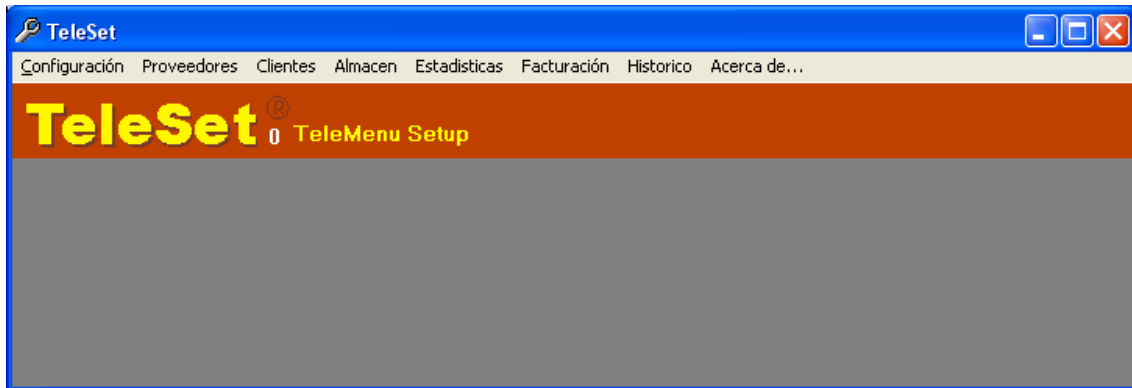 TeleSet
Configuración Proveedores Clientes Almacen Estadisticas Facturación Historico Acerca de...
TeleSet ® 0 TeleMenu Setup